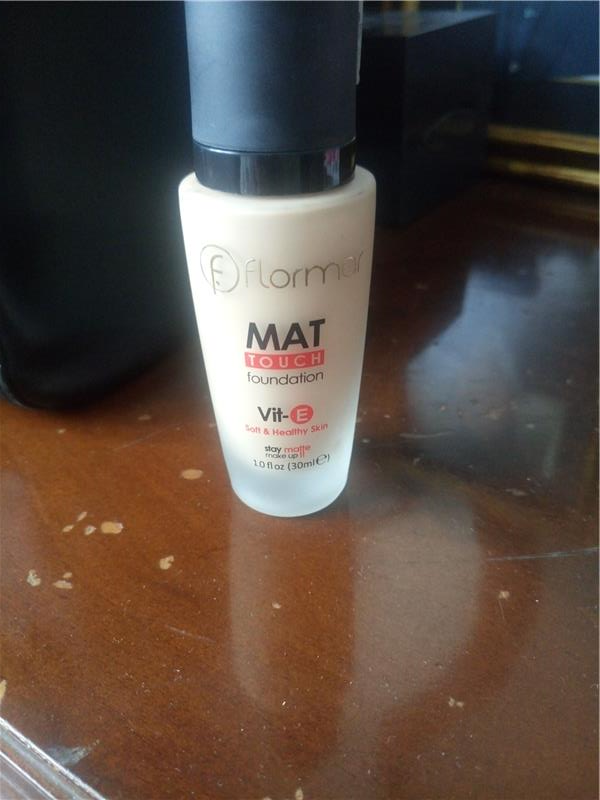 flormar
MAT
TOUCH
foundation
Vit-E
Soft & Healthy Skin
stay matte
make up
1.0 fl oz (30ml℮)